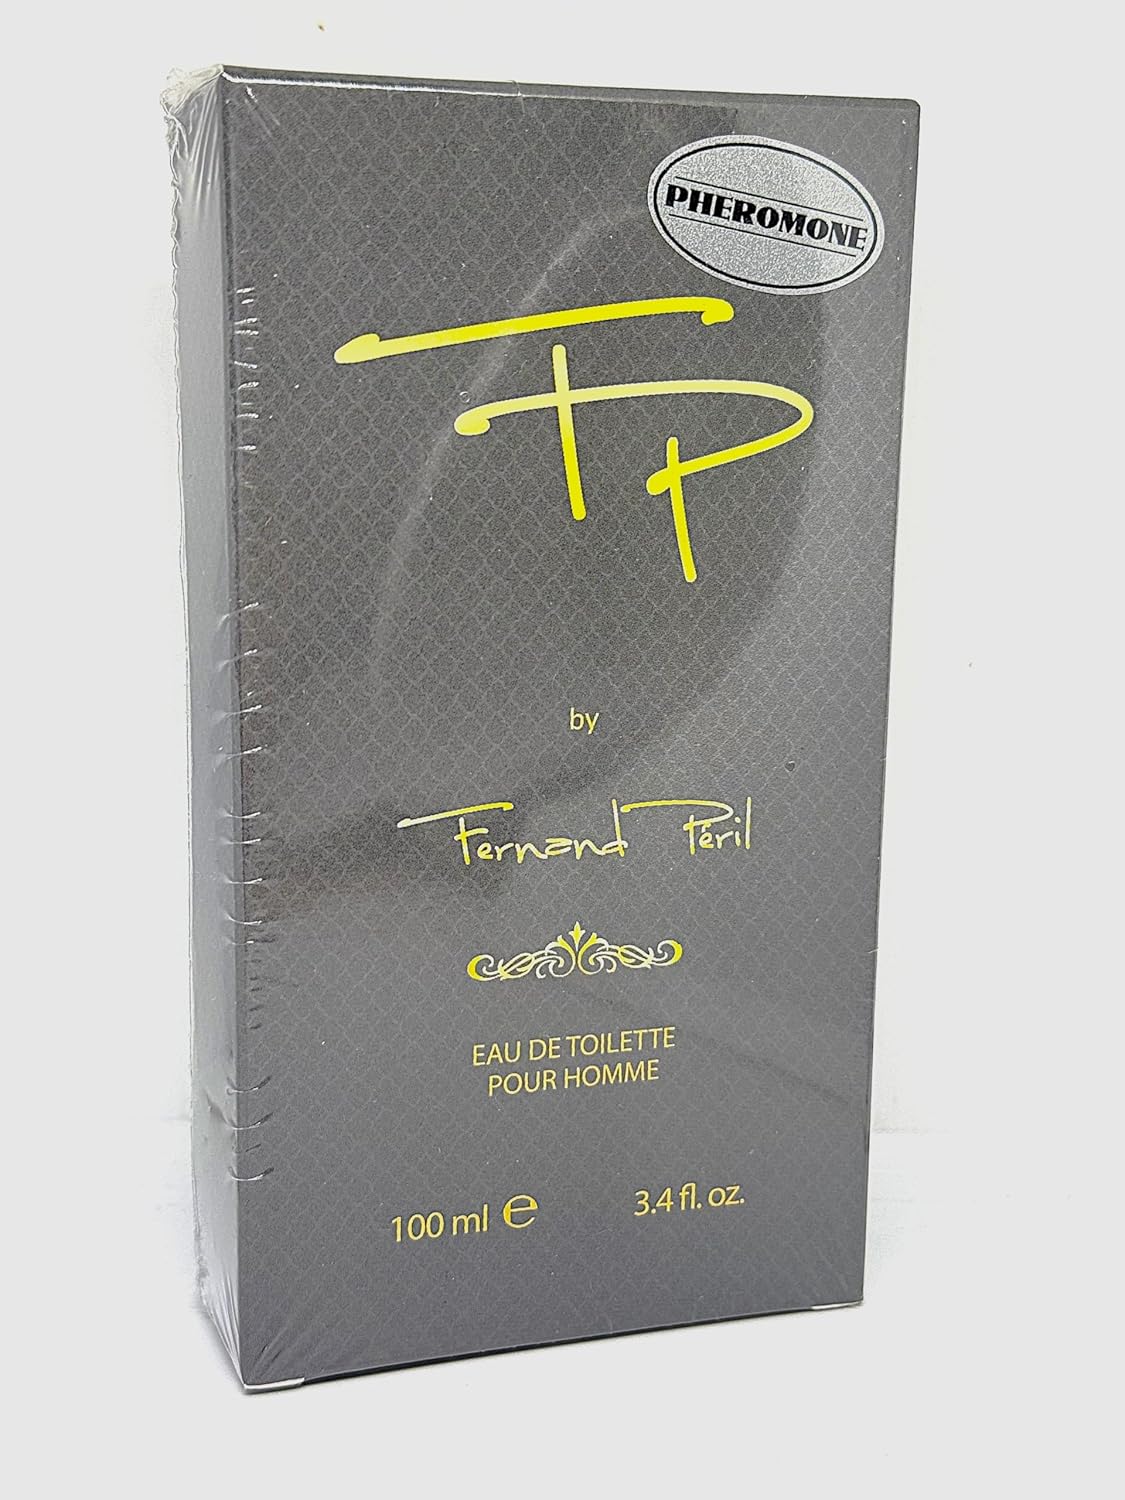 PHEROMONE
FP
by
Fernand Péril
EAU DE TOILETTE
POUR HOMME
100 ml ℮
3.4 fl. oz.